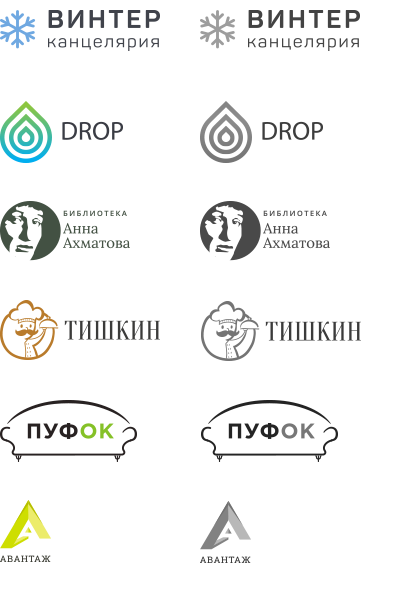 ВИНТЕР ВИНТЕР
канцелярия канцелярия
DROP DROP
БИБЛИОТЕКА БИБЛИОТЕКА
Анна Анна
Ахматова Ахматова
ТИШКИН ТИШКИН
ПУФОК ПУФОК
АВАНТАЖ АВАНТАЖ